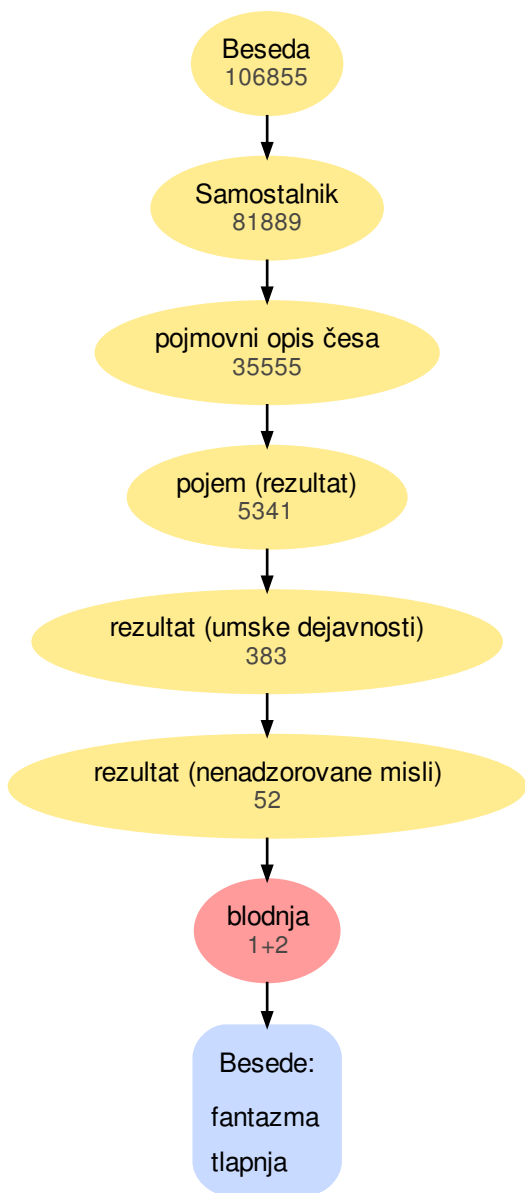 Beseda
106855
Samostalnik
81889
pojmovni opis česa
35555
pojem (rezultat)
5341
rezultat (umske dejavnosti)
383
rezultat (nenadzorovane misli)
52
blodnja
1+2
Besede:
fantazma
tlapnja